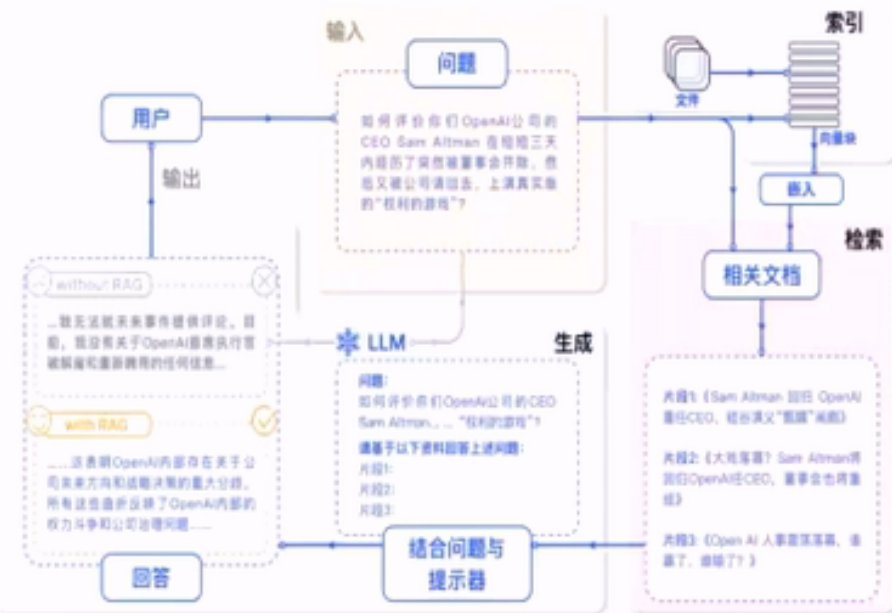 输入
索引
问题
文件
用户
如何评价你们OpenAI公司的
CEO Sam Altman 在短短三天
内经历了突然被董事会开除，然
后又被公司请回去，上演真实版
的“权利的游戏”？
向量块
嵌入
输出
检索
相关文档
without RAG
...我无法就未来事件提供评论。目
前，我没有关于OpenAI首席执行官
被解雇和重新聘用的任何信息...
LLM
生成
问题：
如何评价你们OpenAI公司的CEO
Sam Altman... ... “权利的游戏”？
请基于以下资料回答上述问题：
片段1：
片段2：
片段3：
片段1：《Sam Altman 回归 OpenAI
重任CEO，硅谷演义“甄嬛”闹剧》
片段2：《大戏落幕？Sam Altman将
回归OpenAI任CEO，董事会也将重
组》
片段3：《Open AI 人事震荡落幕，谁
赢了，谁输了？》
with RAG
......这表明OpenAI内部存在关于公
司未来方向和战略决策的重大分歧。
所有这些曲折反映了OpenAI内部的
权力斗争和公司治理问题......
结合问题与
提示器
回答